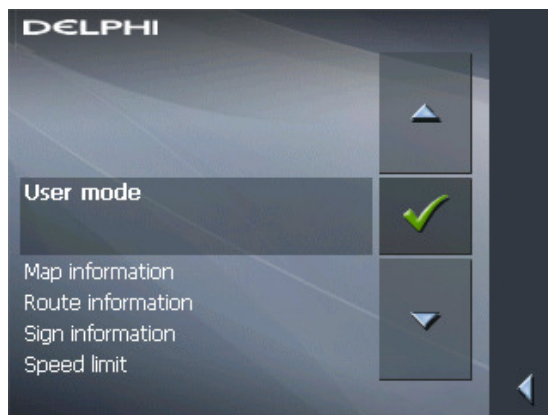 DELPHI
User mode
Map information
Route information
Sign information
Speed limit